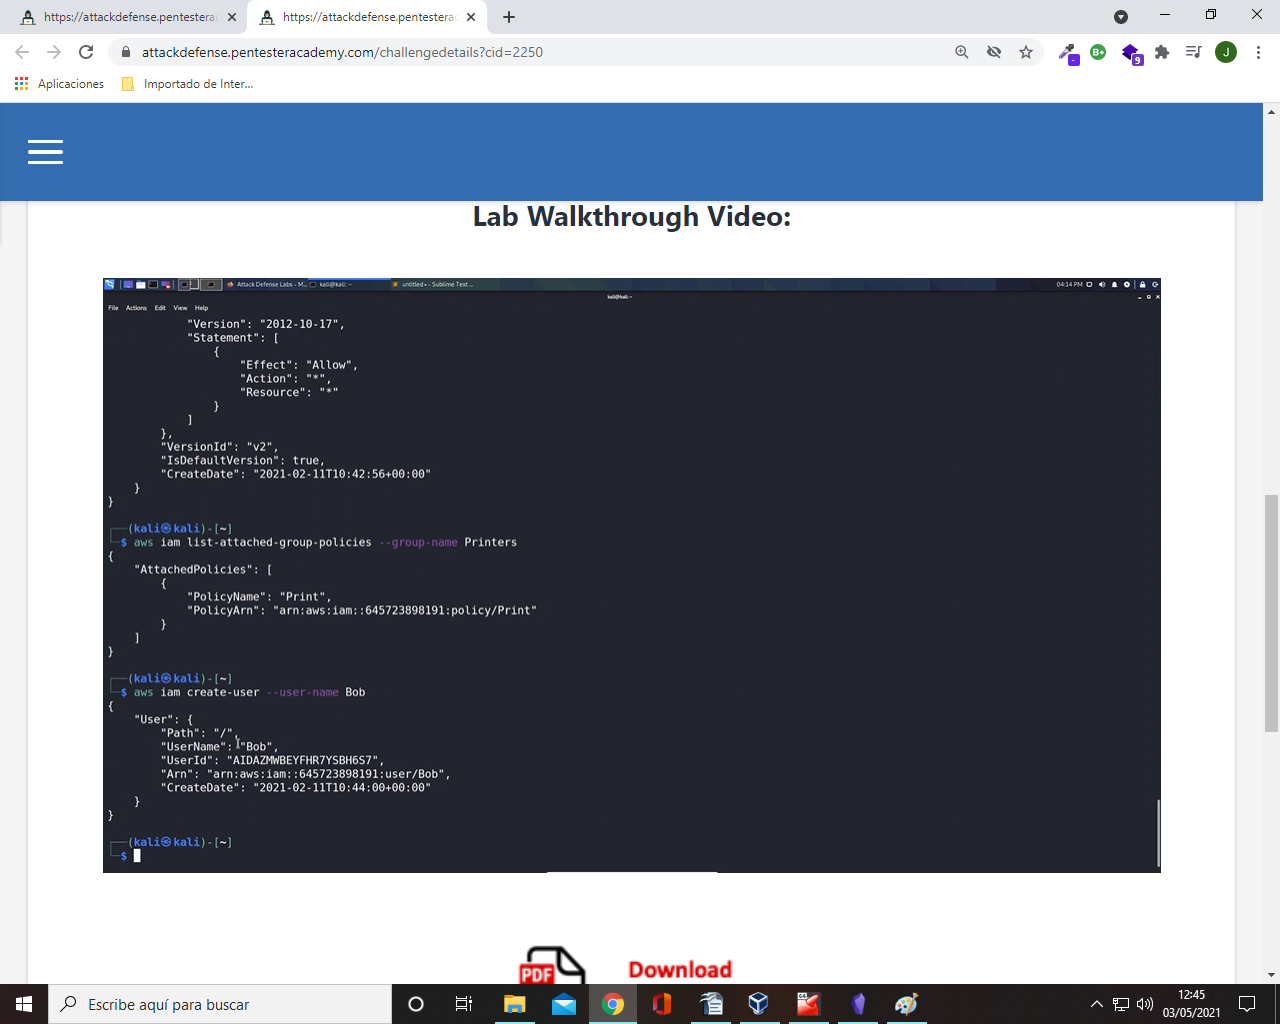 https://attackdefense.pentesterac
https://attackdefense.pentesterac
attackdefense.pentesteracademy.com/challengedetails?cid=2250
B+
9
J
Aplicaciones
Importado de Inter...
Lab Walkthrough Video:
Attack Defense Labs - M...
kali@kali: ~
untitled • - Sublime Text ...
04:14 PM
kali@kali: ~
File Actions Edit View Help
"Version": "2012-10-17",
"Statement": [
{
"Effect": "Allow",
"Action": "*",
"Resource": "*"
}
]
},
"VersionId": "v2",
"IsDefaultVersion": true,
"CreateDate": "2021-02-11T10:42:56+00:00"
}
}
(kali㉿kali)-[~]
$ aws iam list-attached-group-policies --group-name Printers
{
"AttachedPolicies": [
{
"PolicyName": "Print",
"PolicyArn": "arn:aws:iam::645723898191:policy/Print"
}
]
}
(kali㉿kali)-[~]
$ aws iam create-user --user-name Bob
{
"User": {
"Path": "/",
"UserName": "Bob",
"UserId": "AIDAZMWBEYFHR7YSBH6S7",
"Arn": "arn:aws:iam::645723898191:user/Bob",
"CreateDate": "2021-02-11T10:44:00+00:00"
}
}
(kali㉿kali)-[~]
$
PDF
Download
Escribe aquí para buscar
12:45
03/05/2021